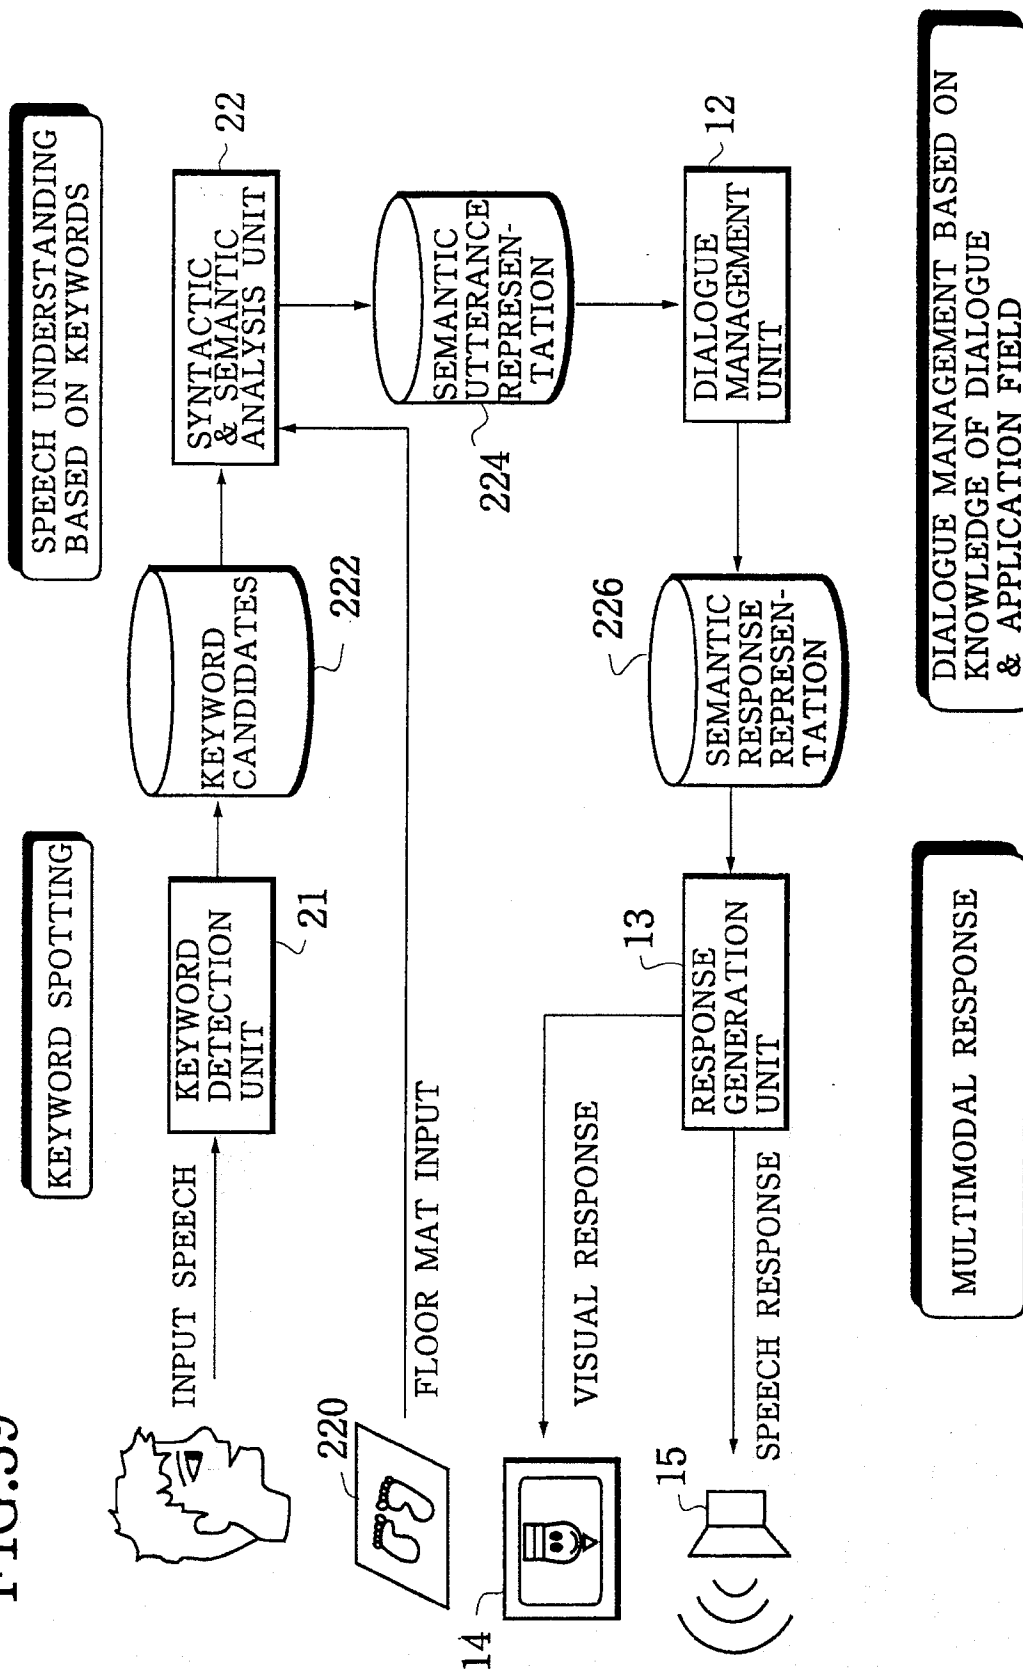 FIG.39
KEYWORD SPOTTING
SPEECH UNDERSTANDING
BASED ON KEYWORDS
INPUT SPEECH
KEYWORD
DETECTION
UNIT
21
KEYWORD
CANDIDATES
222
SYNTACTIC
& SEMANTIC
ANALYSIS UNIT
22
220
FLOOR MAT INPUT
SEMANTIC
UTTERANCE
REPRESEN-
TATION
224
14
VISUAL RESPONSE
15
SPEECH RESPONSE
RESPONSE
GENERATION
UNIT
13
SEMANTIC
RESPONSE
REPRESEN-
TATION
226
DIALOGUE
MANAGEMENT
UNIT
12
MULTIMODAL RESPONSE
DIALOGUE MANAGEMENT BASED ON
KNOWLEDGE OF DIALOGUE
& APPLICATION FIELD